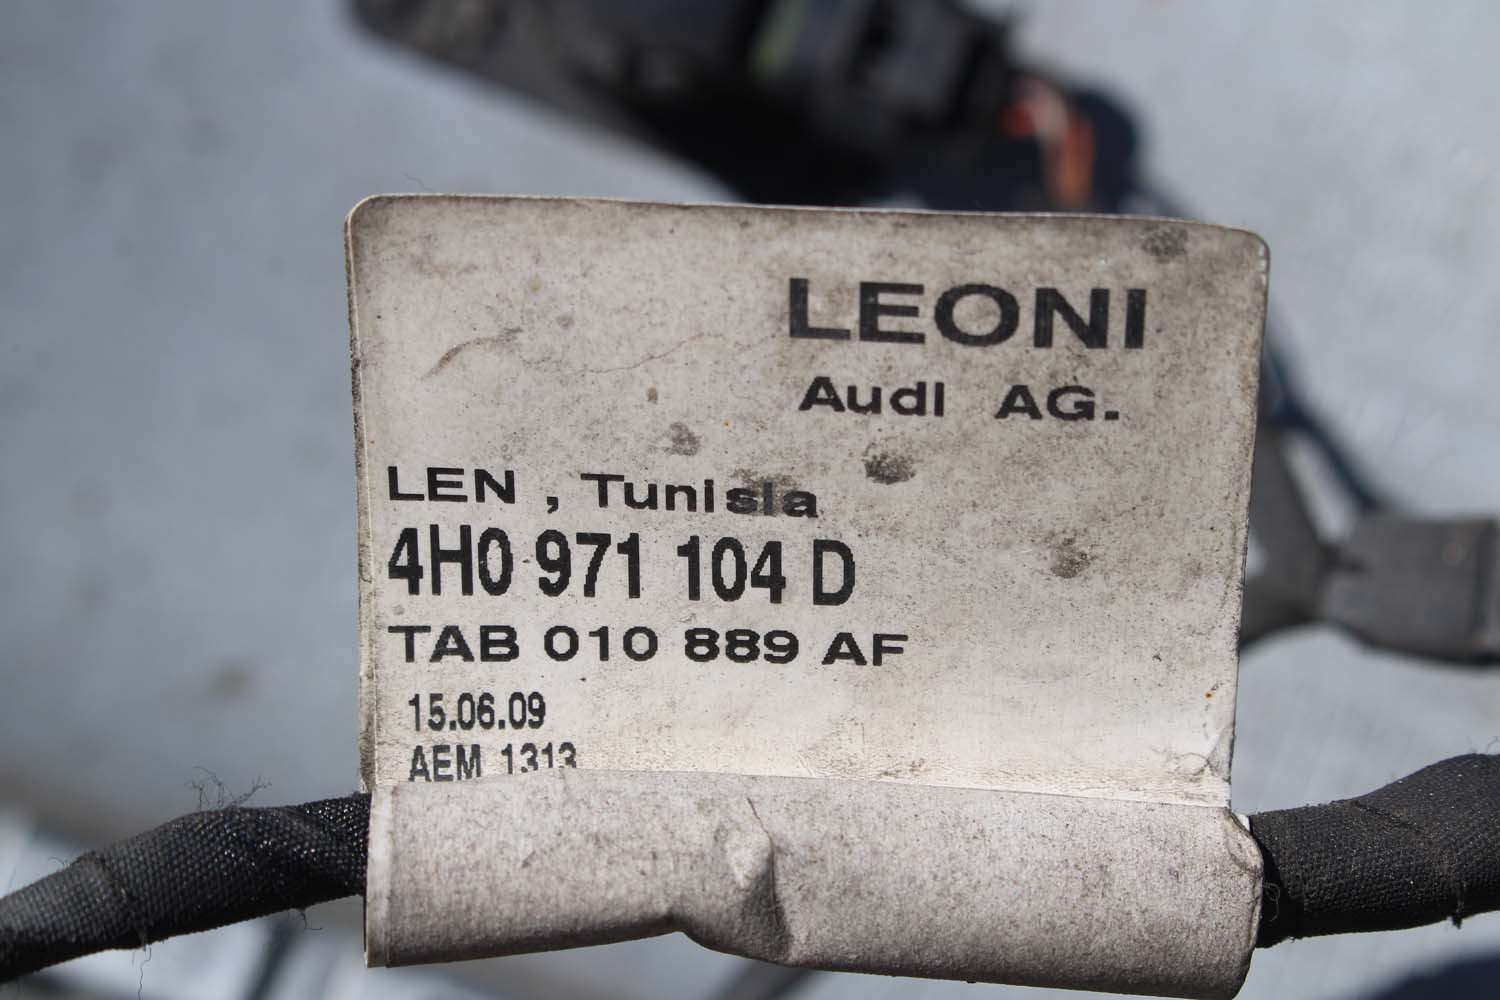 LEONI
Audi AG.
LEN , Tunisia
4H0 971 104 D
TAB 010 889 AF
15.06.09
AEM 1313